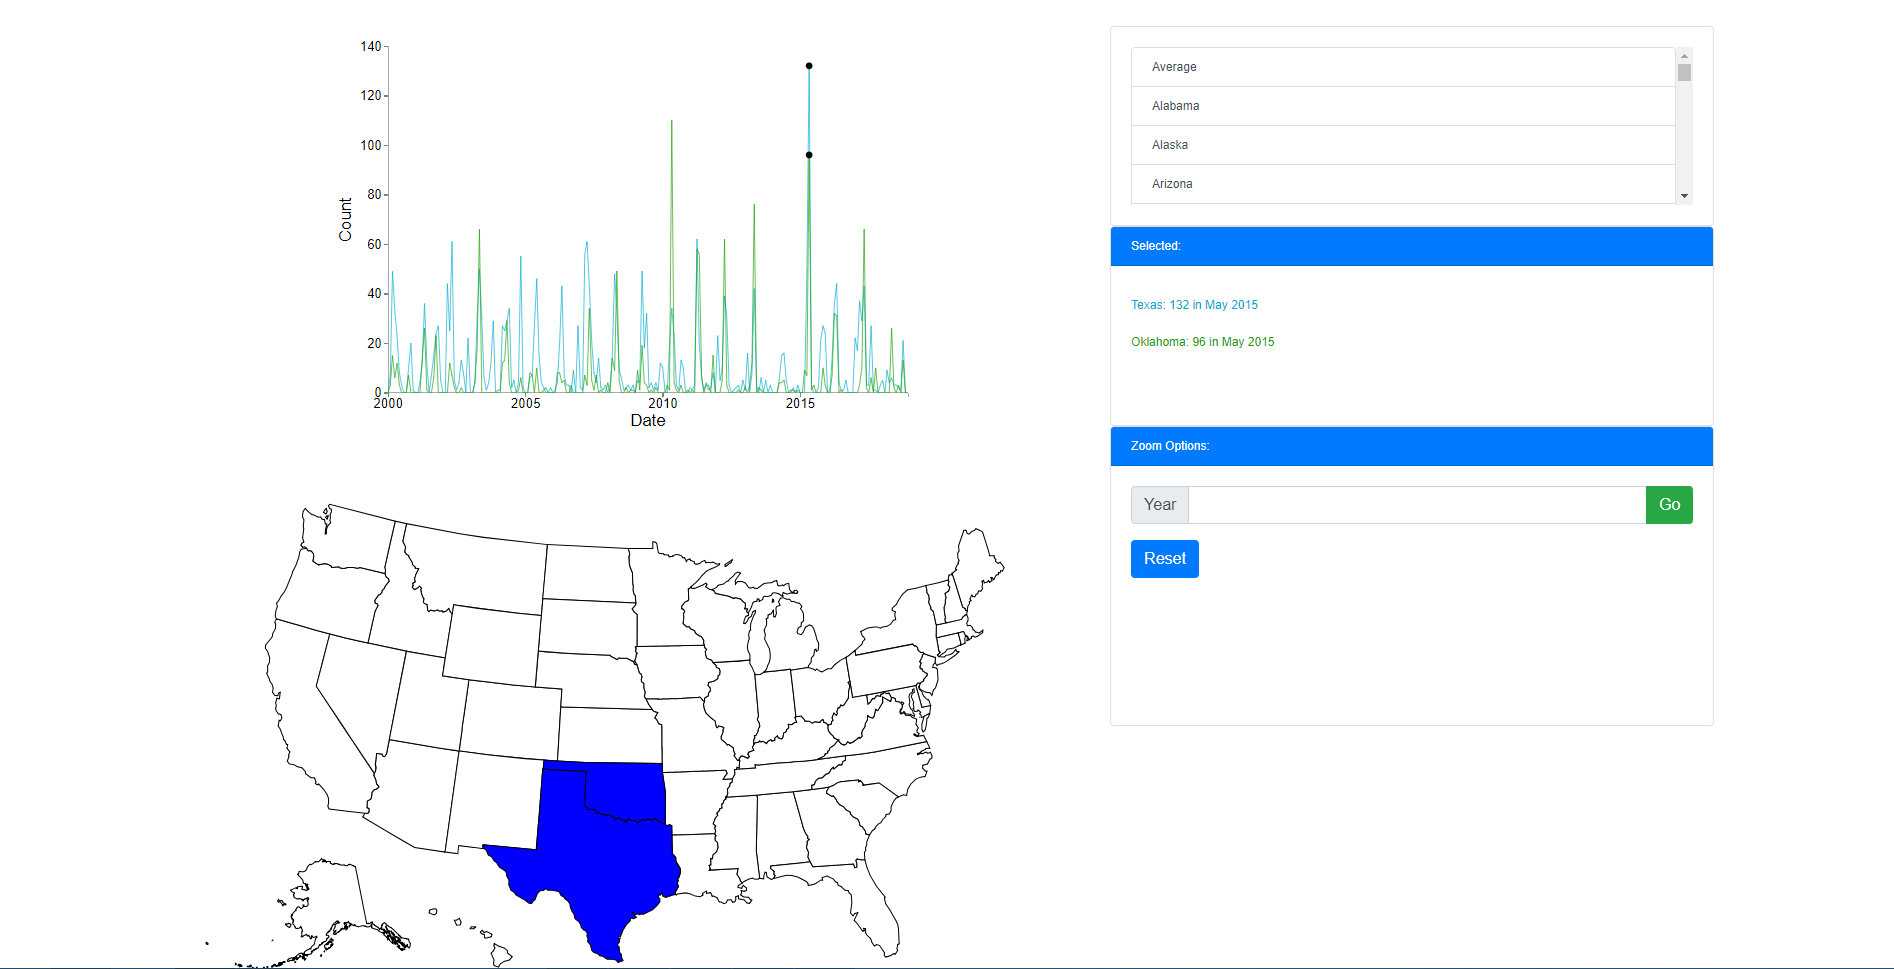 140
120
100
80
60
40
20
0
Count
2000
2005
2010
2015
Date
Average
Alabama
Alaska
Arizona
Selected:
Texas: 132 in May 2015
Oklahoma: 96 in May 2015
Zoom Options:
Year
Go
Reset